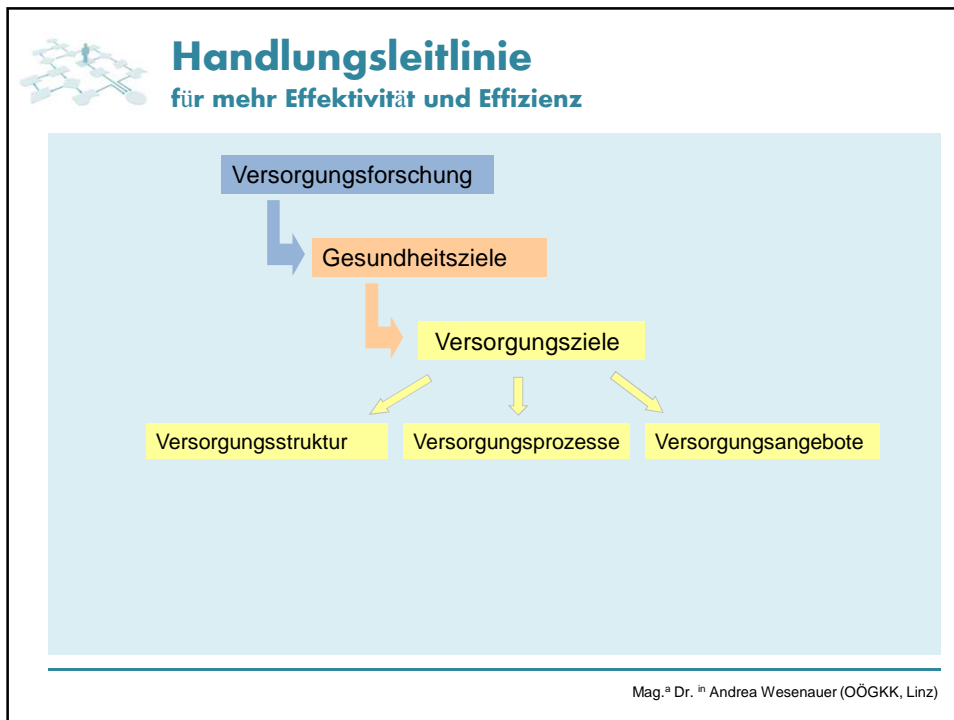 Handlungsleitlinie
für mehr Effektivität und Effizienz
Versorgungsforschung
Gesundheitsziele
Versorgungsziele
Versorgungsstruktur
Versorgungsprozesse
Versorgungsangebote
Mag.ª Dr. ⁱⁿ Andrea Wesenauer (OÖGKK, Linz)